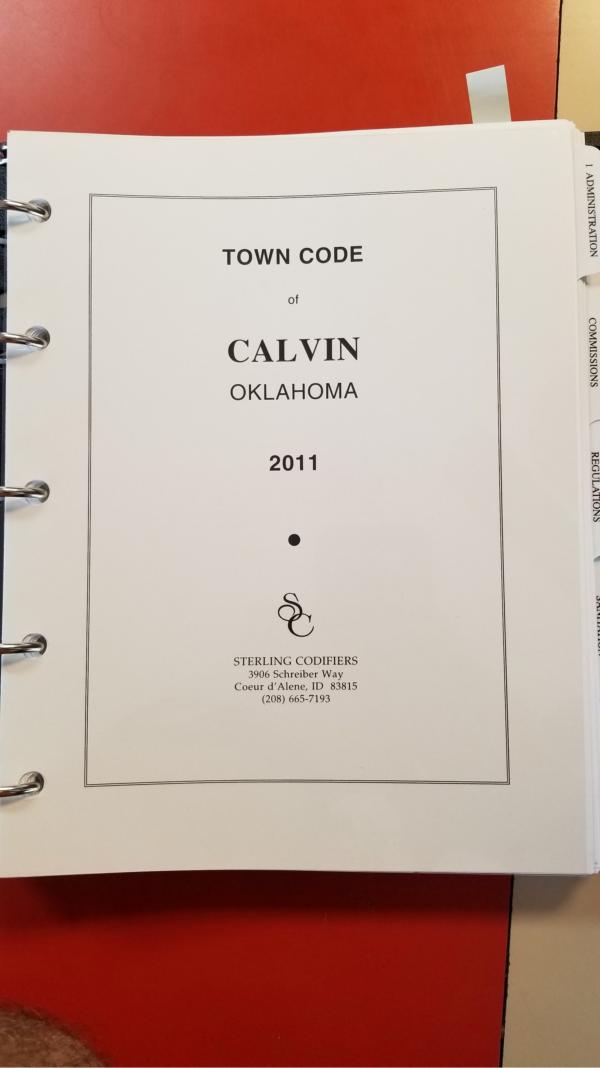 TOWN CODE
of
CALVIN
OKLAHOMA
2011
SC
STERLING CODIFIERS
3906 Schreiber Way
Coeur d'Alene, ID 83815
(208) 665-7193
1 ADMINISTRATION
COMMISSIONS
REGULATIONS